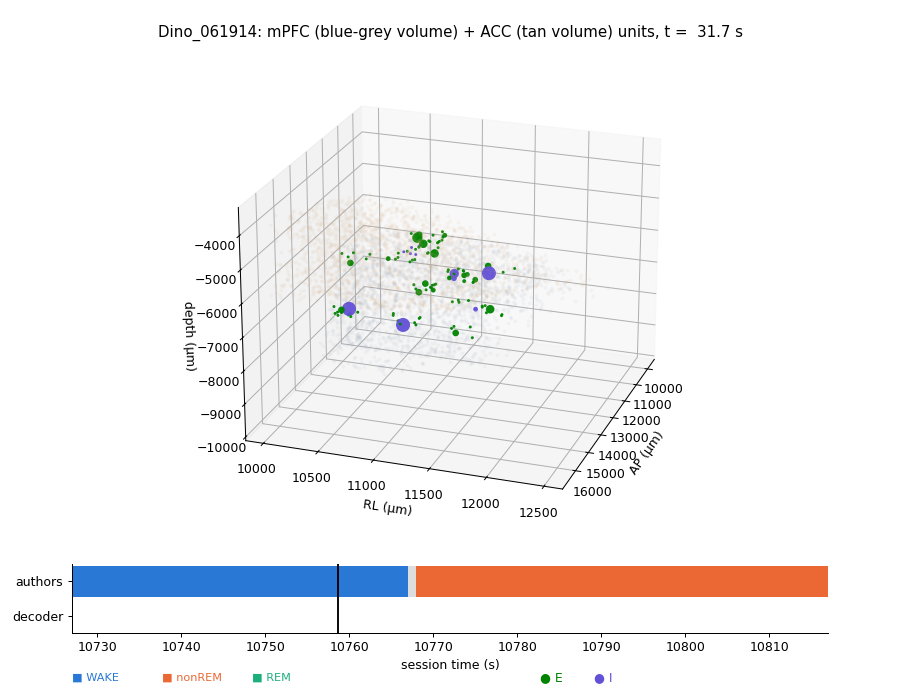 Dino_061914: mPFC (blue-grey volume) + ACC (tan volume) units, t =  31.7 s
−4000
−5000
−6000
−7000
−8000
−9000
−10000
depth (μm)
10000
10500
11000
11500
12000
12500
RL (μm)
10000
11000
12000
13000
14000
15000
16000
AP (μm)
authors
decoder
10730
10740
10750
10760
10770
10780
10790
10800
10810
session time (s)
WAKE
nonREM
REM
E
I